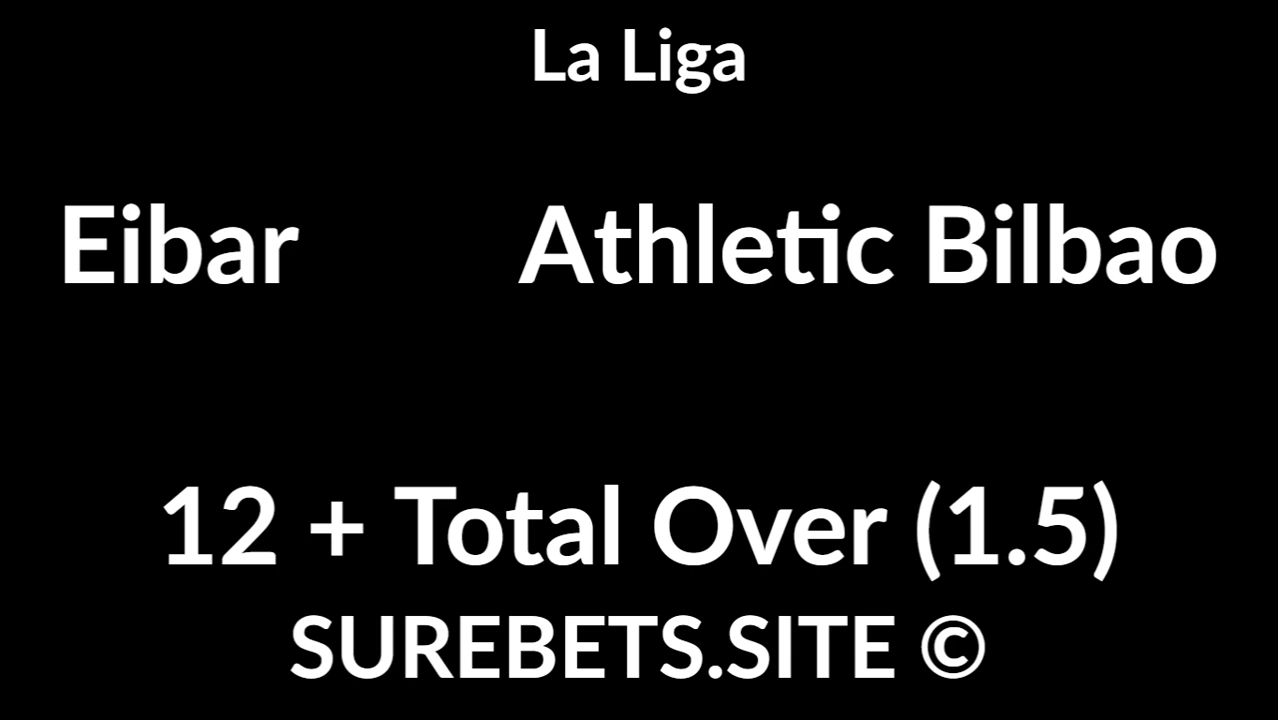 La Liga
Eibar Athletic Bilbao
12 + Total Over (1.5)
SUREBETS.SITE ©